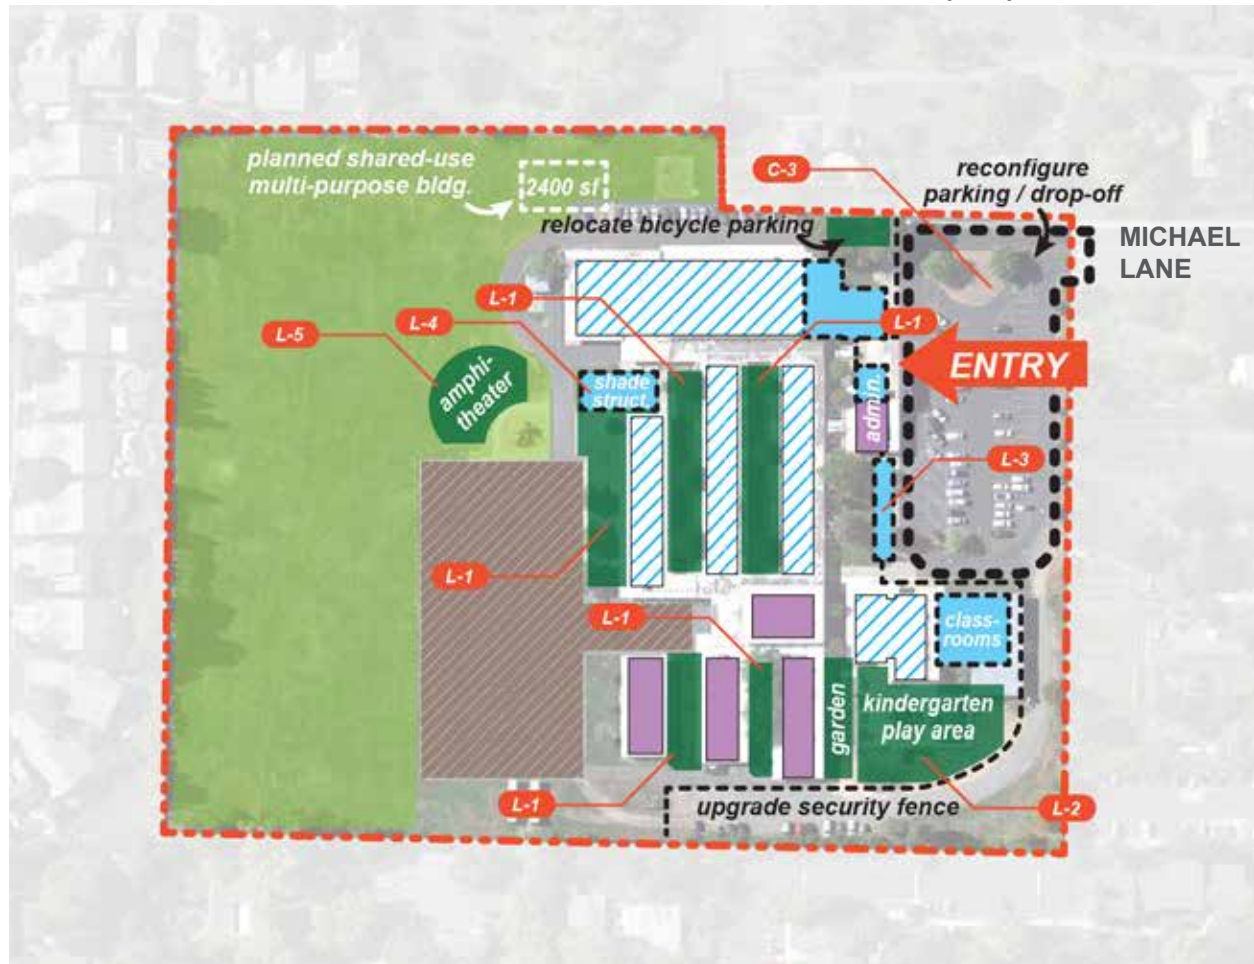 planned shared-use
multi-purpose bldg.
2400 sf
C-3
reconfigure
parking / drop-off
relocate bicycle parking
MICHAEL
LANE
L-1
L-4
L-1
L-5
ENTRY
shade
struct.
admin.
amphi-
theater
L-3
L-1
L-1
class-
rooms
garden
kindergarten
play area
L-1
upgrade security fence
L-2